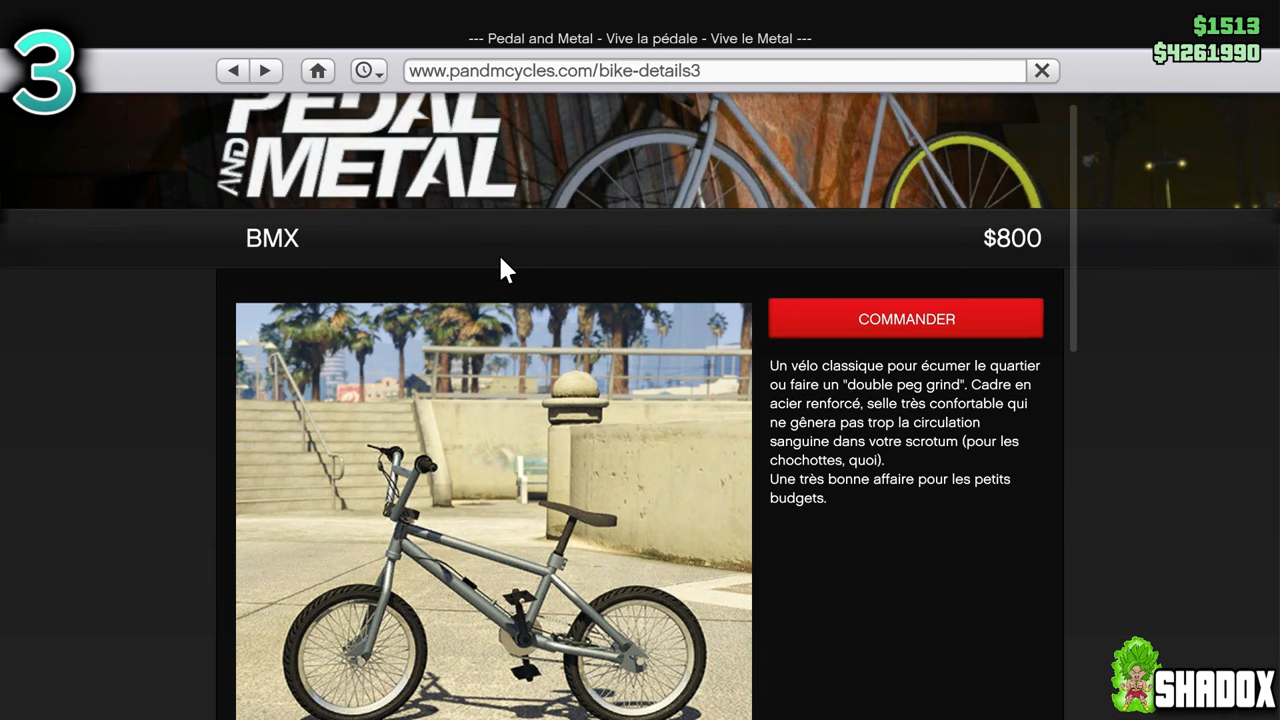 3
--- Pedal and Metal - Vive la pédale - Vive le Metal ---
$1513
$4261990
www.pandmcycles.com/bike-details3
PEDAL
AND METAL
BMX
$800
COMMANDER
Un vélo classique pour écumer le quartier
ou faire un "double peg grind". Cadre en
acier renforcé, selle très confortable qui
ne gênera pas trop la circulation
sanguine dans votre scrotum (pour les
chochottes, quoi).
Une très bonne affaire pour les petits
budgets.
SHADOX